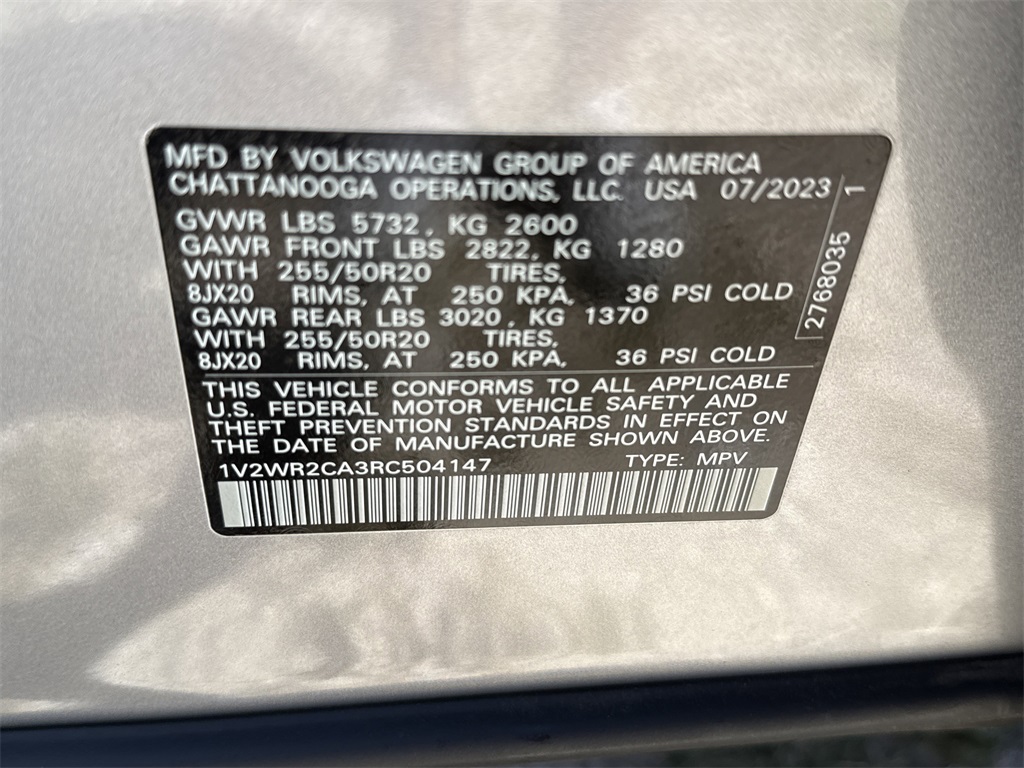 MFD BY VOLKSWAGEN GROUP OF AMERICA
CHATTANOOGA OPERATIONS, LLC. USA 07/2023
GVWR LBS 5732, KG 2600
GAWR FRONT LBS 2822, KG 1280
WITH 255/50R20 TIRES,
8JX20 RIMS, AT 250 KPA, 36 PSI COLD
GAWR REAR LBS 3020, KG 1370
WITH 255/50R20 TIRES,
8JX20 RIMS, AT 250 KPA, 36 PSI COLD
THIS VEHICLE CONFORMS TO ALL APPLICABLE
U.S. FEDERAL MOTOR VEHICLE SAFETY AND
THEFT PREVENTION STANDARDS IN EFFECT ON
THE DATE OF MANUFACTURE SHOWN ABOVE.
1V2WR2CA3RC504147 TYPE: MPV
2768035 1